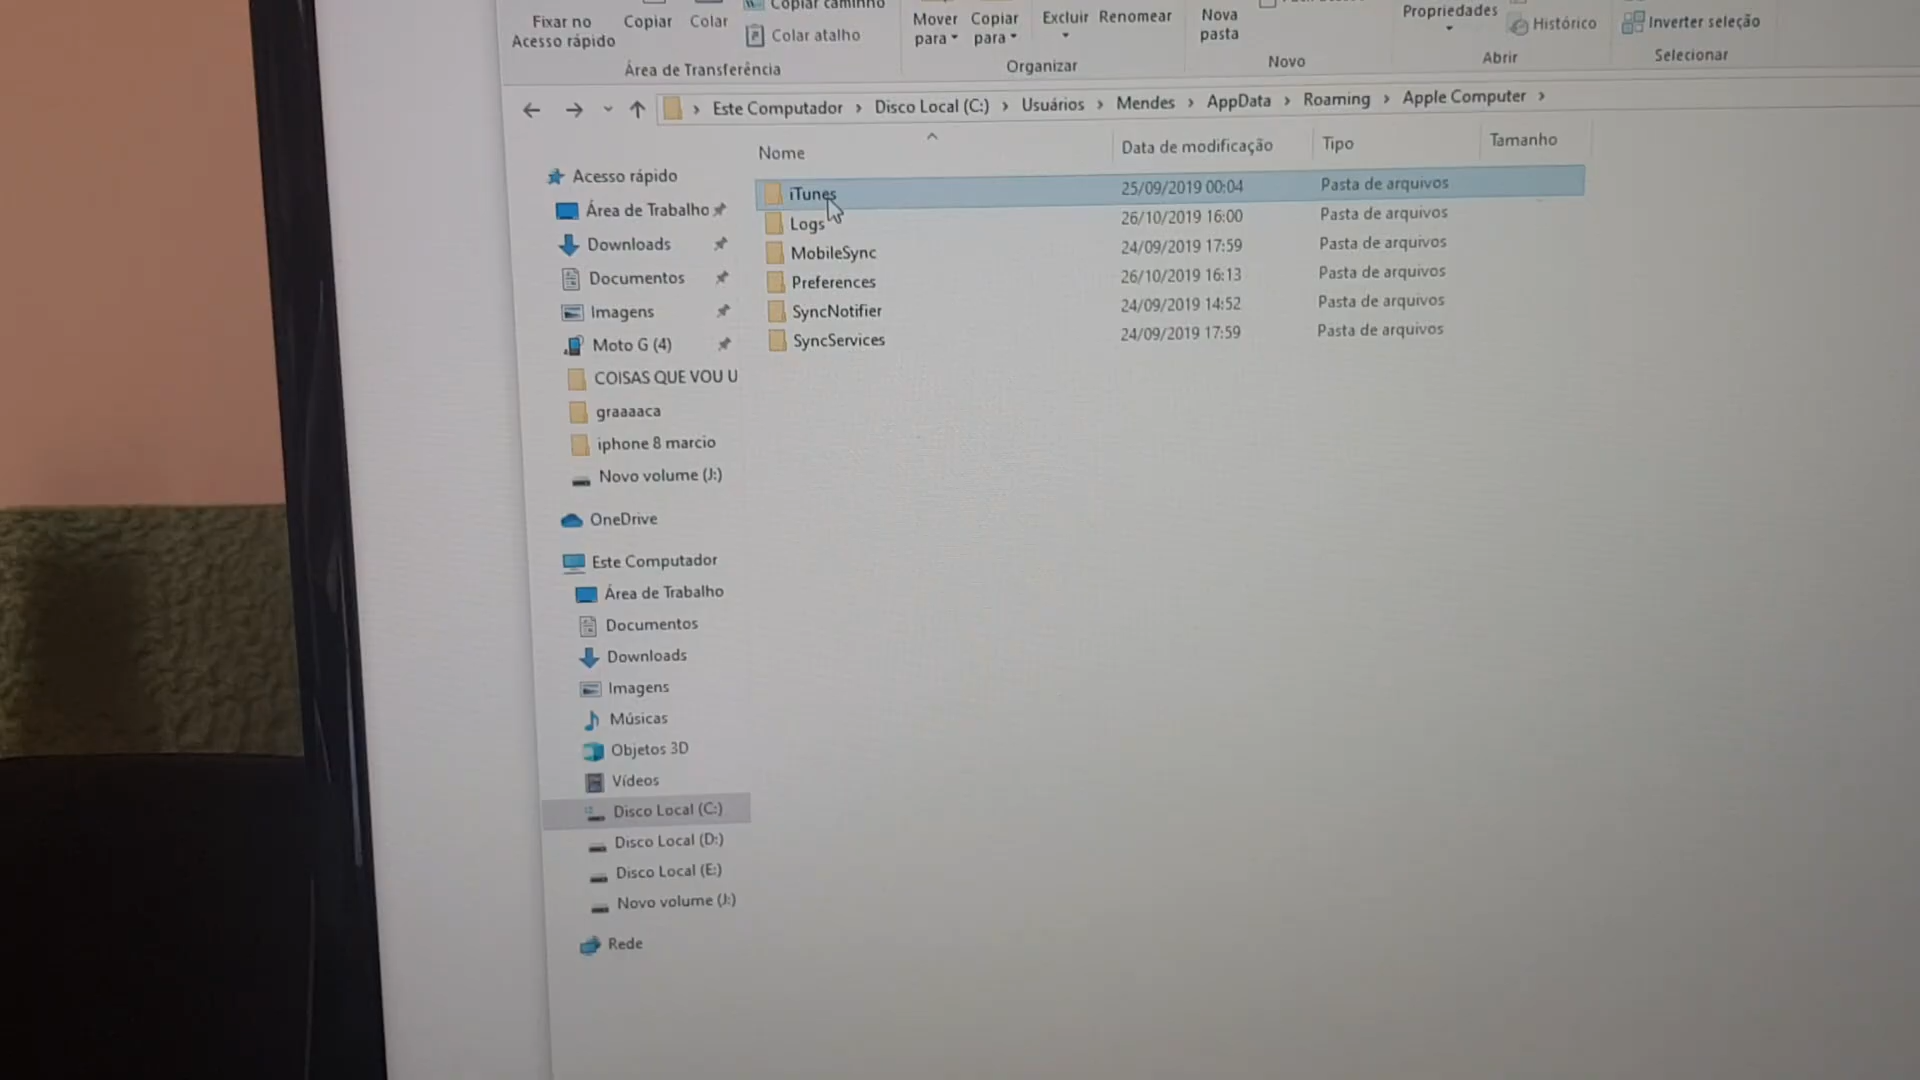 Copiar caminho
Fixar no
Acesso rápido
Copiar
Colar
Colar atalho
Mover
para
Copiar
para
Excluir
Renomear
Nova
pasta
Propriedades
Histórico
Inverter seleção
Área de Transferência
Organizar
Novo
Abrir
Selecionar
› Este Computador › Disco Local (C:) › Usuários › Mendes › AppData › Roaming › Apple Computer ›
Nome Data de modificação Tipo Tamanho
iTunes 25/09/2019 00:04 Pasta de arquivos
Logs 26/10/2019 16:00 Pasta de arquivos
MobileSync 24/09/2019 17:59 Pasta de arquivos
Preferences 26/10/2019 16:13 Pasta de arquivos
SyncNotifier 24/09/2019 14:52 Pasta de arquivos
SyncServices 24/09/2019 17:59 Pasta de arquivos
Acesso rápido
Área de Trabalho
Downloads
Documentos
Imagens
Moto G (4)
COISAS QUE VOU U
graaaaca
iphone 8 marcio
Novo volume (J:)
OneDrive
Este Computador
Área de Trabalho
Documentos
Downloads
Imagens
Músicas
Objetos 3D
Vídeos
Disco Local (C:)
Disco Local (D:)
Disco Local (E:)
Novo volume (J:)
Rede